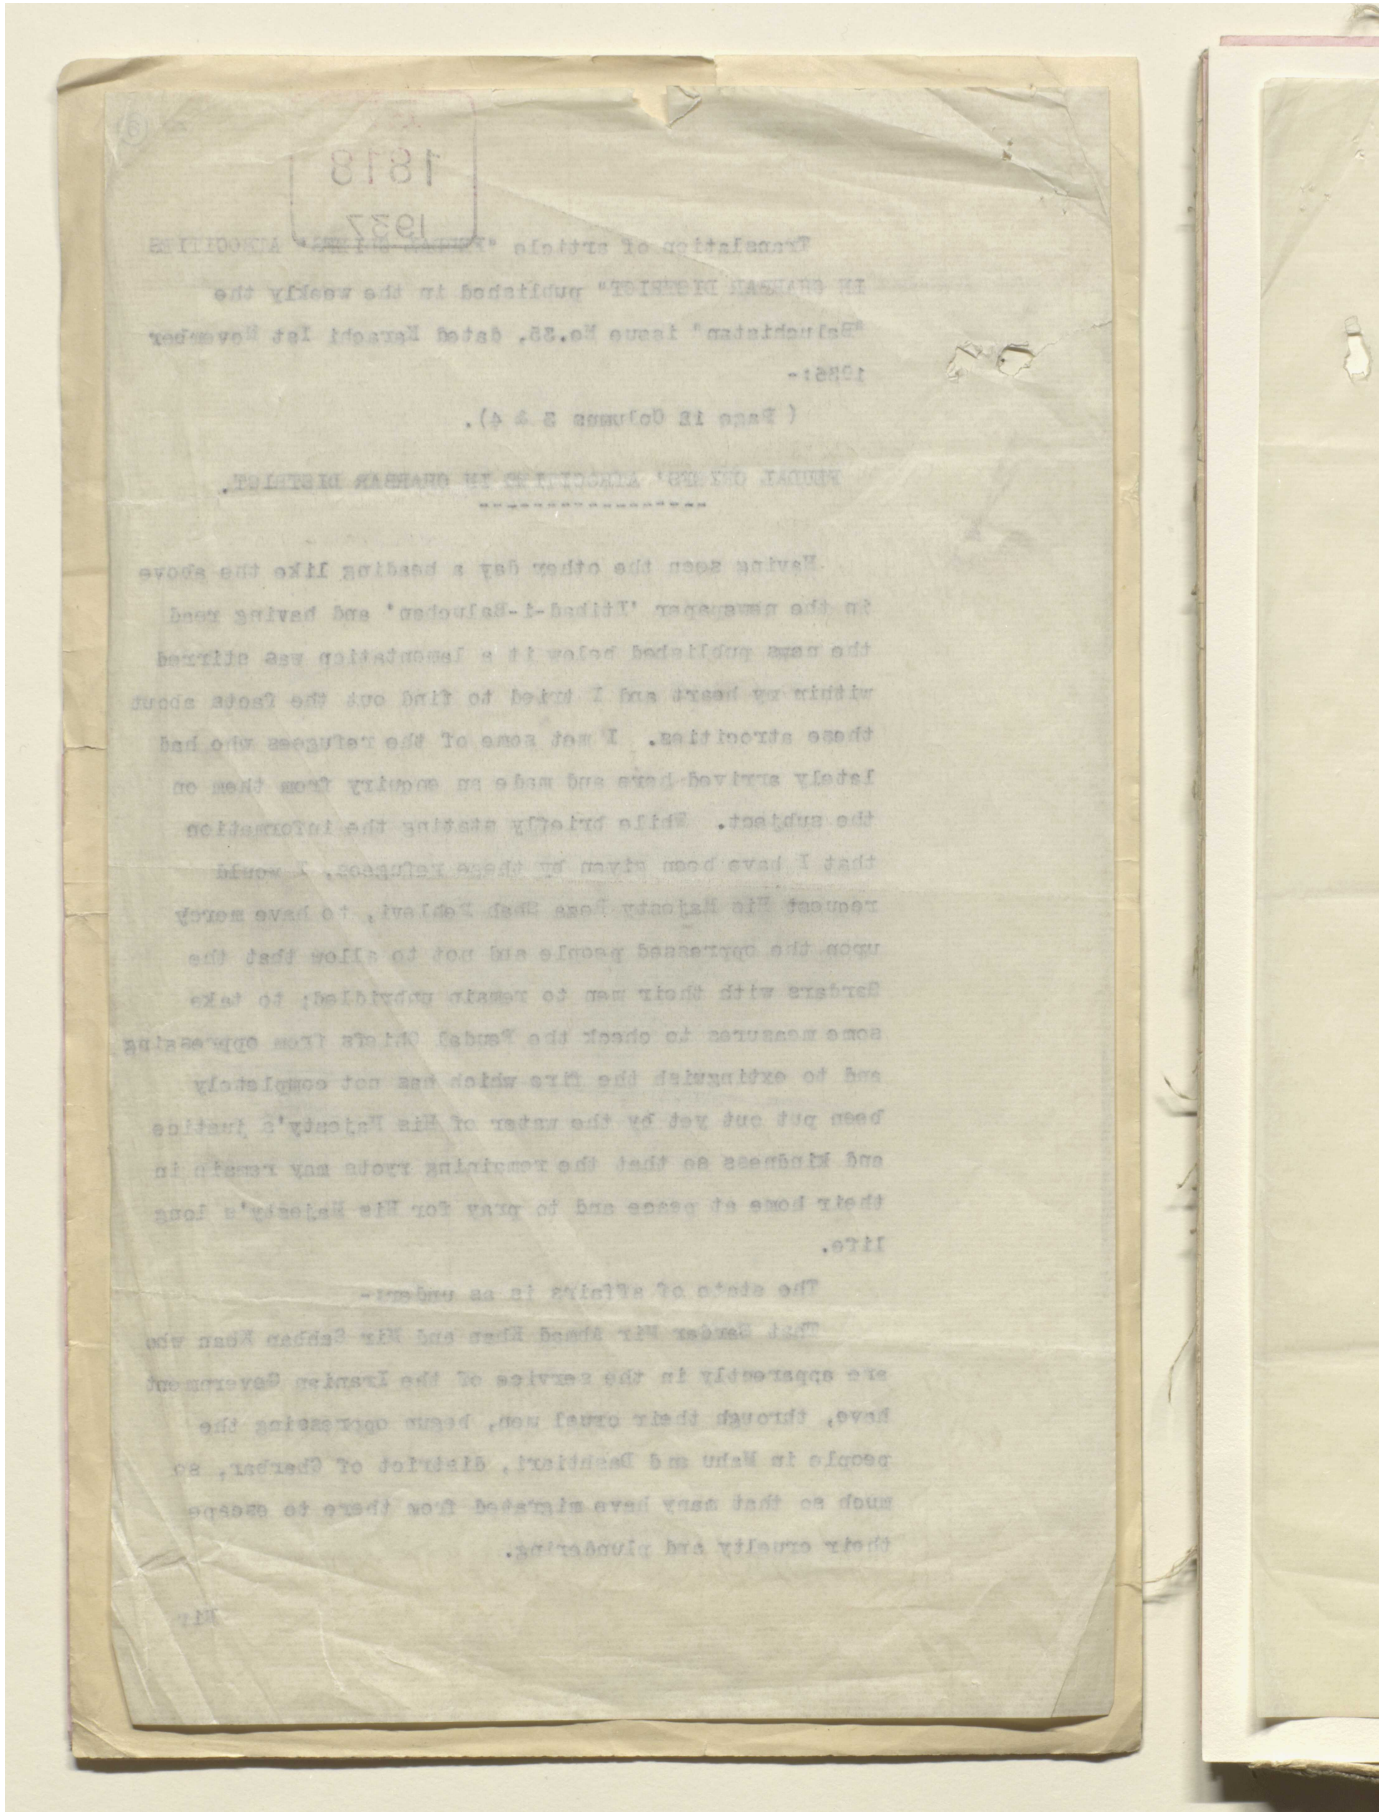 1818
1937
Translation of article "FEUDAL CHIEFS' ATROCITIES
IN CHARBAR DISTRICT" published in the weekly the
"Baluchistan" issue No.35, dated Karachi 1st November
1936:-
( Page 12 Columns 3 & 4).
FEUDAL CHIEFS' ATROCITIES IN CHARBAR DISTRICT.
Having seen the other day a heading like the above
in the newspaper 'Itihad-i-Baluchan' and having read
the news published below it a lamentation was stirred
within my heart and I tried to find out the facts about
these atrocities. I met some of the refugees who had
lately arrived here and made an enquiry from them on
the subject. While briefly stating the information
that I have been given by these refugees, I would
request His Majesty Reza Shah Pehlavi, to have mercy
upon the oppressed people and not to allow that the
Sardars with their men to remain unbridled; to take
some measures to check the Feudal Chiefs from oppressing
and to extinguish the fire which has not completely
been put out yet by the water of His Majesty's justice
and kindness so that the remaining ryots may remain in
their home at peace and to pray for His Majesty's long
life.
The state of affairs is as under:-
That Sardar Mir Ahmad Khan and Mir Sahban Khan who
are apparently in the service of the Iranian Government
have, through their cruel men, begun oppressing the
people in Wahu and Dashtiari, district of Charbar, so
much so that many have migrated from there to escape
their cruelty and plundering.
Mir